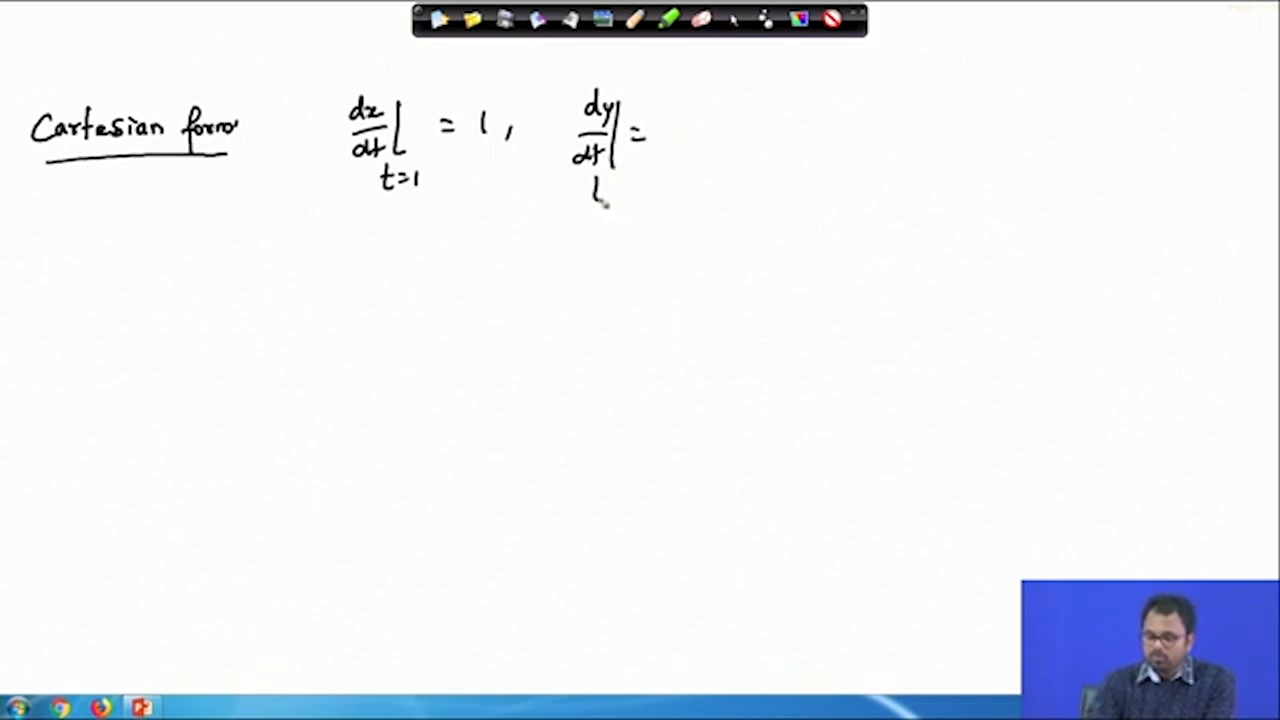 Cartesian form dx/dt | t=1 = 1, dy/dt | =